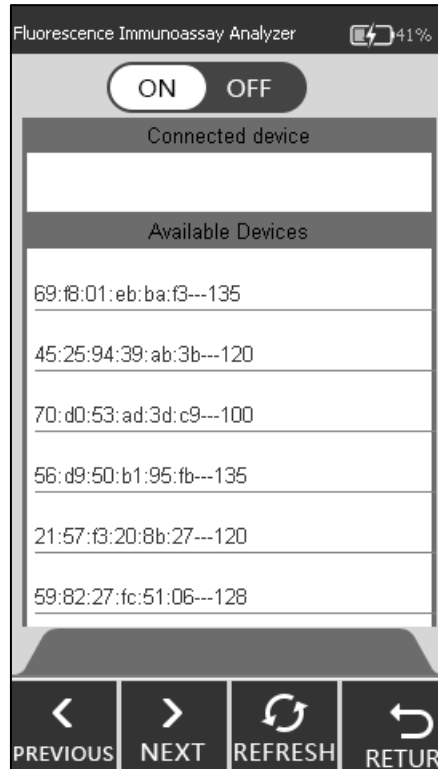 Fluorescence Immunoassay Analyzer 41%
ON OFF
Connected device
Available Devices
69:f8:01:eb:ba:f3---135
45:25:94:39:ab:3b---120
70:d0:53:ad:3d:c9---100
56:d9:50:b1:95:fb---135
21:57:f3:20:8b:27---120
59:82:27:fc:51:06---128
PREVIOUS NEXT REFRESH RETUR